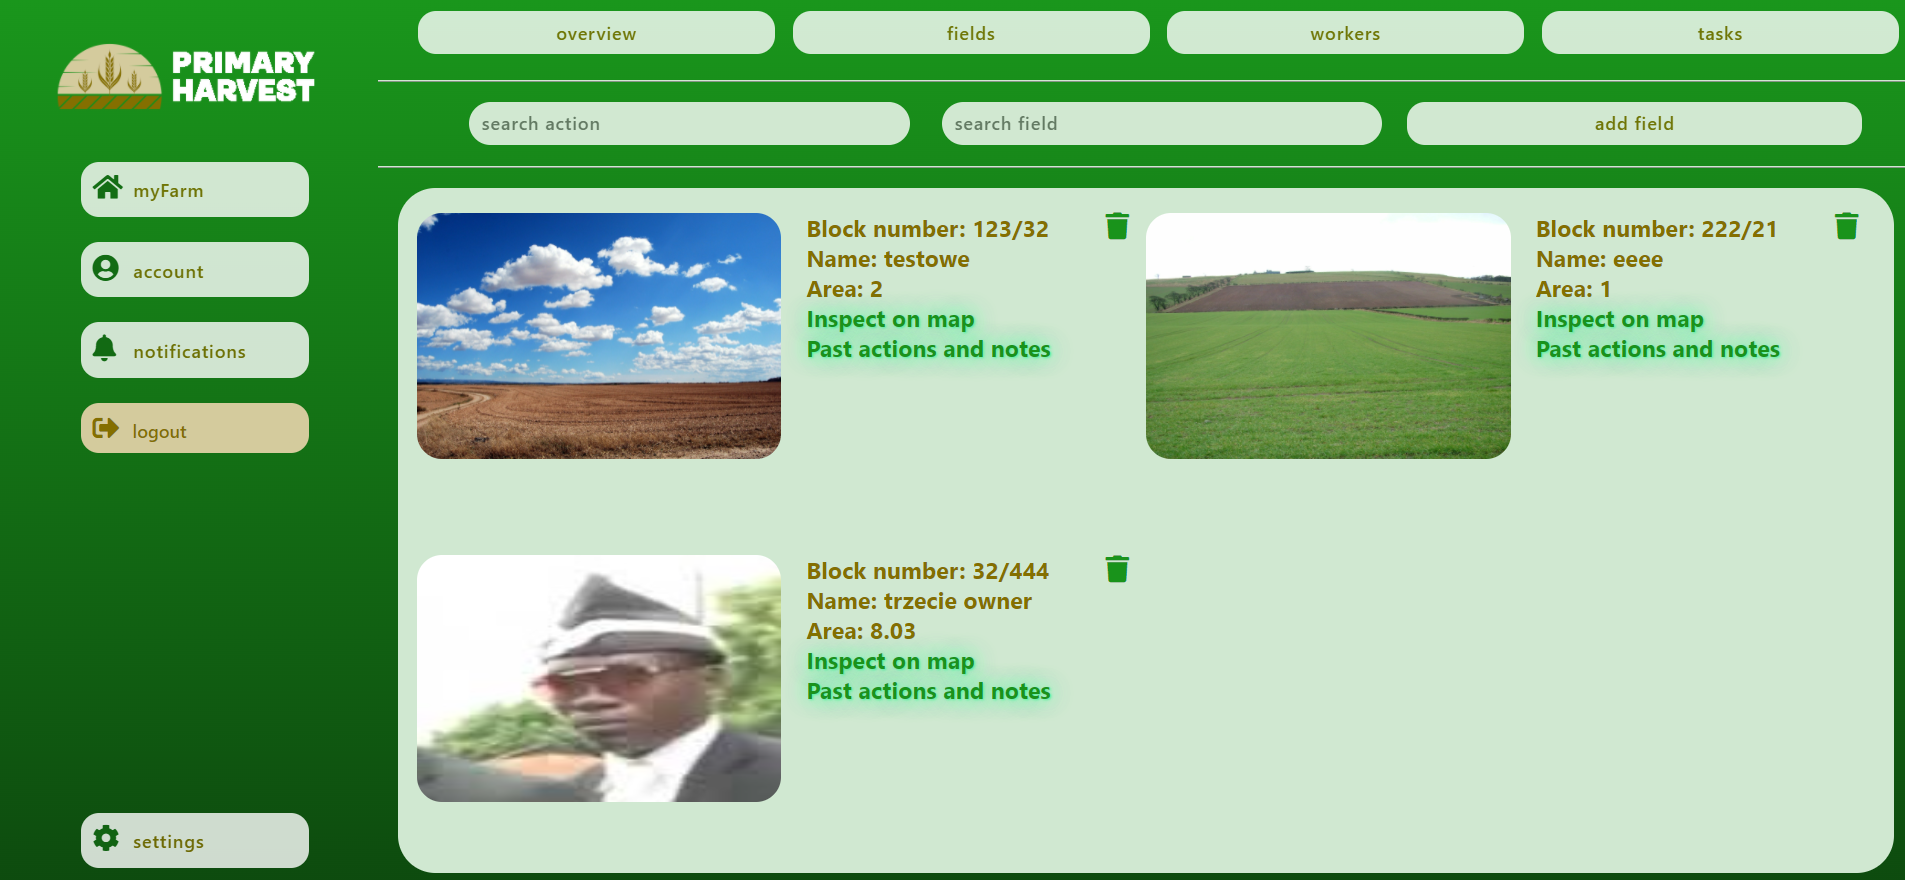 PRIMARY
HARVEST
overview
fields
workers
tasks
search action
search field
add field
myFarm
account
notifications
logout
settings
Block number: 123/32
Name: testowe
Area: 2
Inspect on map
Past actions and notes
Block number: 222/21
Name: eeee
Area: 1
Inspect on map
Past actions and notes
Block number: 32/444
Name: trzecie owner
Area: 8.03
Inspect on map
Past actions and notes